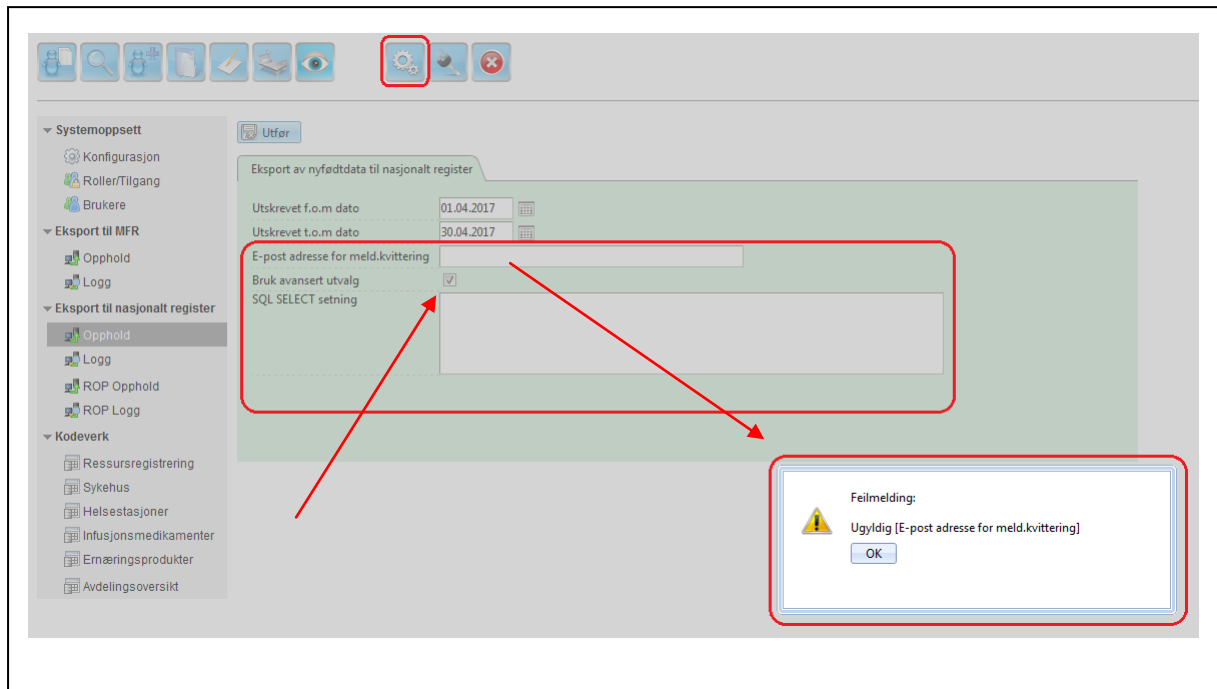 Systemoppsett
Konfigurasjon
Roller/Tilgang
Brukere
Eksport til MFR
Opphold
Logg
Eksport til nasjonalt register
Opphold
Logg
ROP Opphold
ROP Logg
Kodeverk
Ressursregistrering
Sykehus
Helsestasjoner
Infusjonsmedikamenter
Ernæringsprodukter
Avdelingsoversikt
Utfør
Eksport av nyfødtdata til nasjonalt register
Utskrevet f.o.m dato 01.04.2017
Utskrevet t.o.m dato 30.04.2017
E-post adresse for meld.kvittering
Bruk avansert utvalg
SQL SELECT setning
Feilmelding:
Ugyldig [E-post adresse for meld.kvittering]
OK